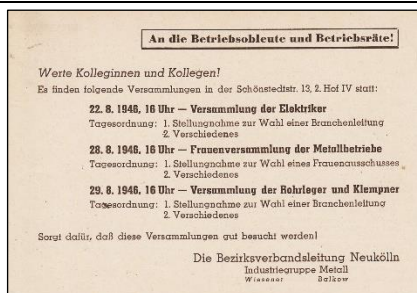 An die Betriebsobleute und Betriebsräte!
Werte Kolleginnen und Kollegen!
Es finden folgende Versammlungen in der Schönstedtstr. 13, 2. Hof IV statt:
22. 8. 1946, 16 Uhr — Versammlung der Elektriker
Tagesordnung: 1. Stellungnahme zur Wahl einer Branchenleitung
2. Verschiedenes
28. 8. 1946, 16 Uhr — Frauenversammlung der Metallbetriebe
Tagesordnung: 1. Stellungnahme zur Wahl eines Frauenausschusses
2. Verschiedenes
29. 8. 1946, 16 Uhr — Versammlung der Rohrleger und Klempner
Tagesordnung: 1. Stellungnahme zur Wahl einer Branchenleitung
2. Verschiedenes
Sorgt dafür, daß diese Versammlungen gut besucht werden!
Die Bezirksverbandsleitung Neukölln
Industriegruppe Metall
Wiesener Balkow